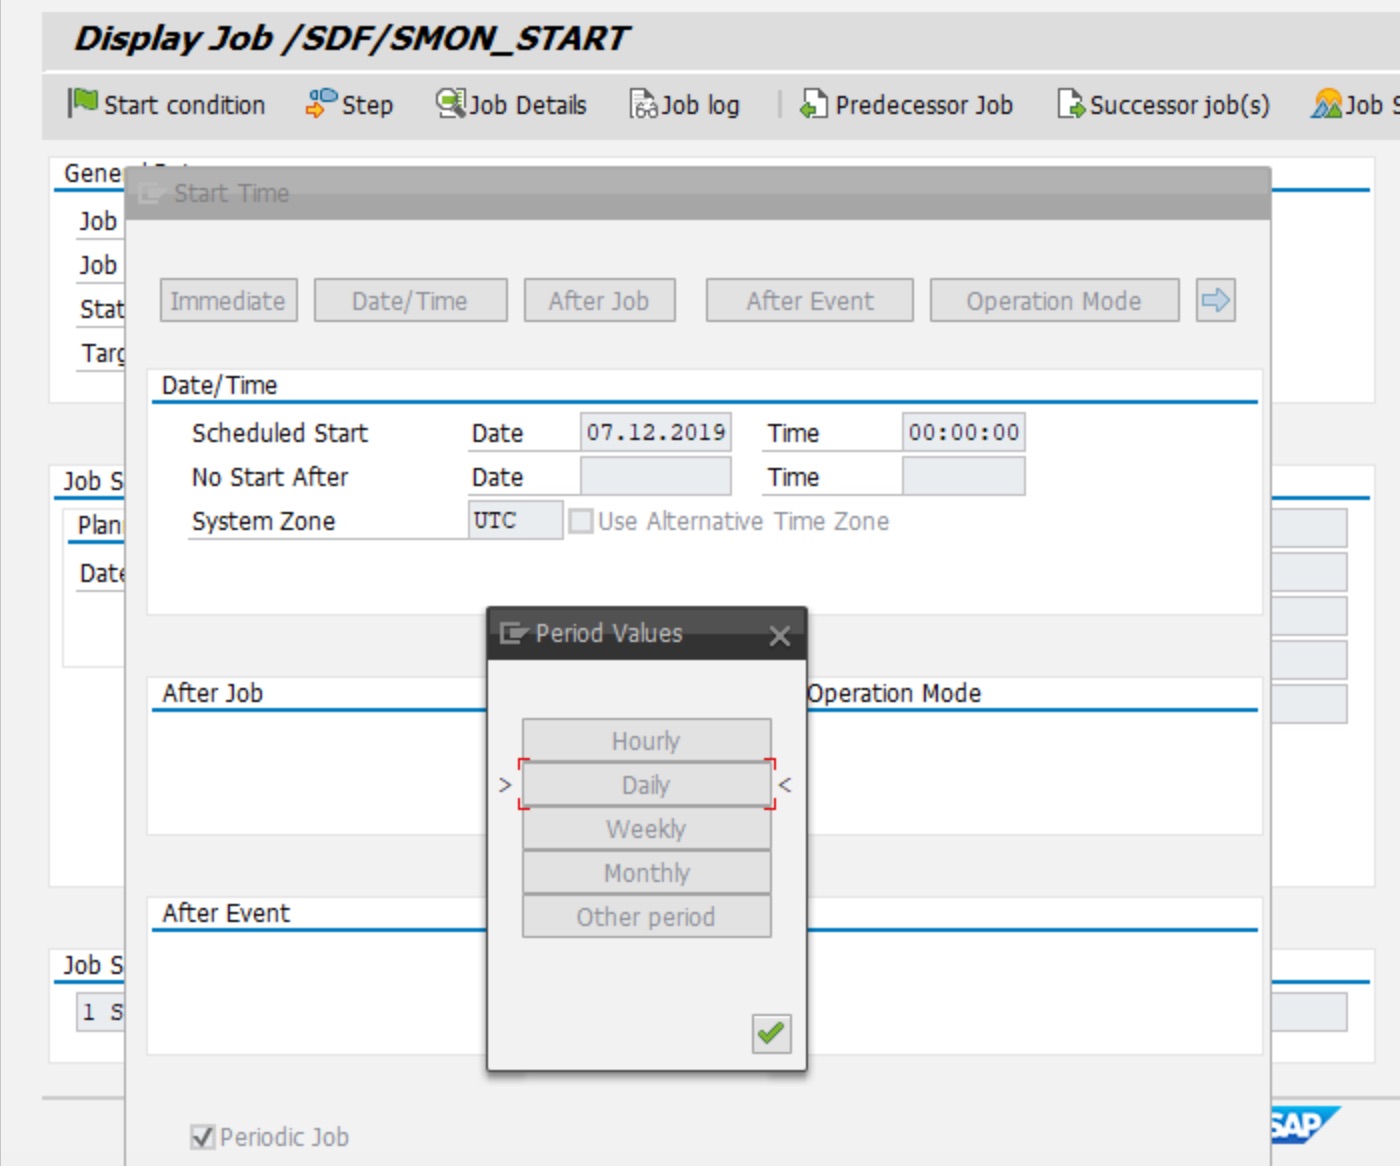 Display Job /SDF/SMON_START
Start condition Step Job Details Job log Predecessor Job Successor job(s) Job S
Gene
Start Time
Job
Job
Stat
Targ
Immediate Date/Time After Job After Event Operation Mode
Date/Time
Scheduled Start Date 07.12.2019 Time 00:00:00
No Start After Date Time
System Zone UTC Use Alternative Time Zone
Job S
Plan
Date
Period Values
After Job Operation Mode
Hourly
> Daily <
Weekly
Monthly
Other period
After Event
Job S
1 S
Periodic Job
SAP